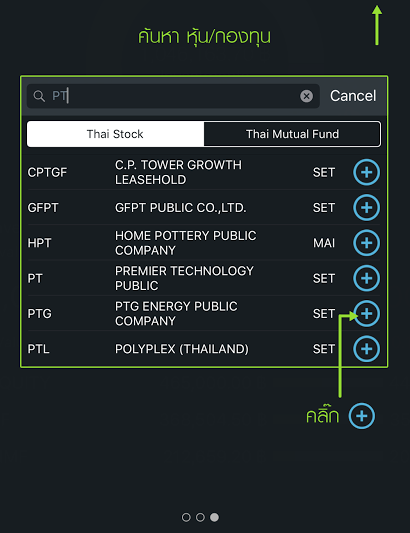 ค้นหา หุ้น/กองทุน
PT
Cancel
Thai Stock
Thai Mutual Fund
CPTGF
C.P. TOWER GROWTH
LEASEHOLD
SET
GFPT
GFPT PUBLIC CO.,LTD.
SET
HPT
HOME POTTERY PUBLIC
COMPANY
MAI
PT
PREMIER TECHNOLOGY
PUBLIC
SET
PTG
PTG ENERGY PUBLIC
COMPANY
SET
PTL
POLYPLEX (THAILAND)
SET
คลิ๊ก